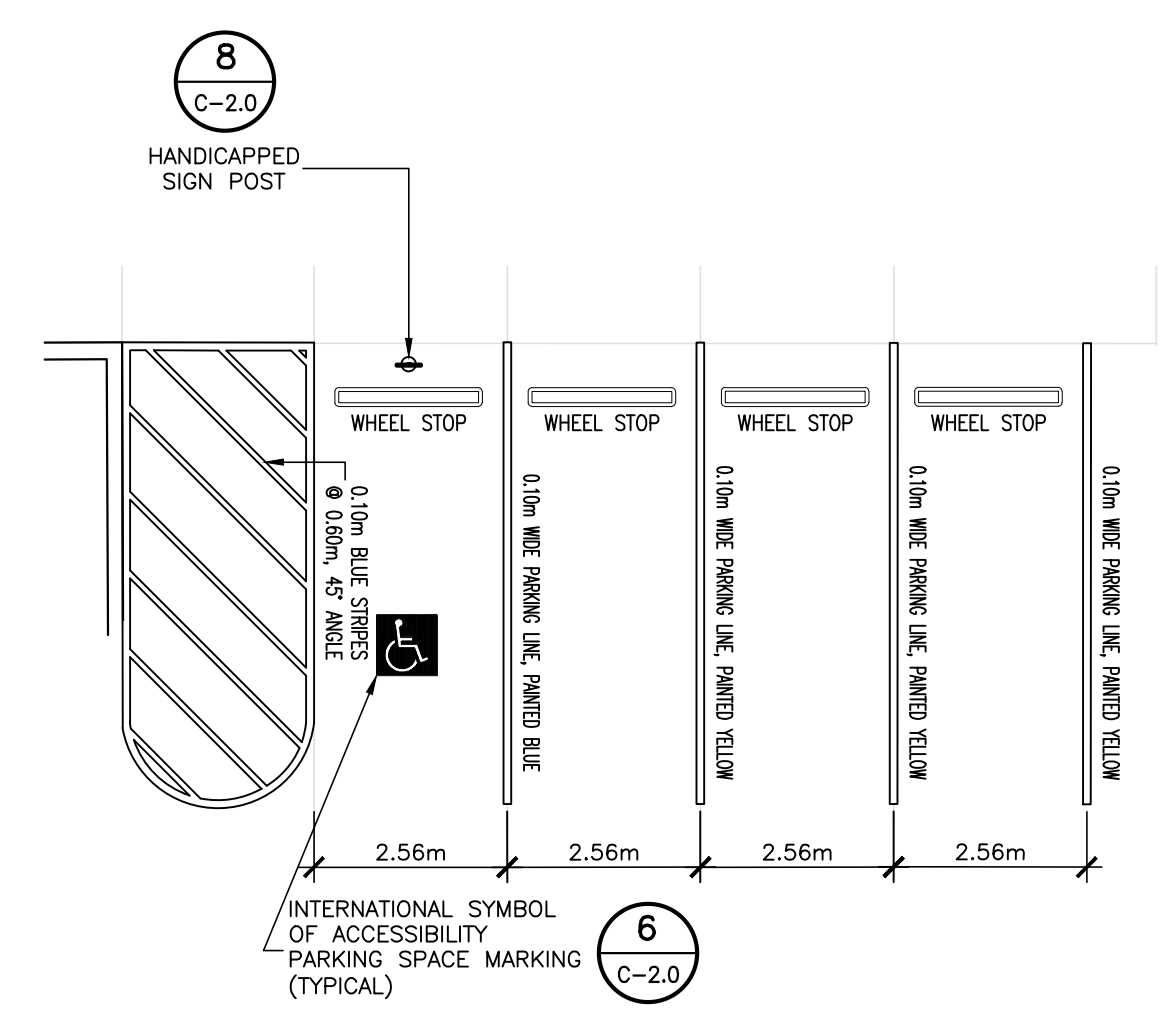 8
C-2.0
HANDICAPPED
SIGN POST
WHEEL STOP
WHEEL STOP
WHEEL STOP
WHEEL STOP
0.10m BLUE STRIPES
@ 0.60m, 45° ANGLE
0.10m WIDE PARKING LINE, PAINTED BLUE
0.10m WIDE PARKING LINE, PAINTED YELLOW
0.10m WIDE PARKING LINE, PAINTED YELLOW
0.10m WIDE PARKING LINE, PAINTED YELLOW
2.56m
2.56m
2.56m
2.56m
INTERNATIONAL SYMBOL
OF ACCESSIBILITY
PARKING SPACE MARKING
(TYPICAL)
6
C-2.0